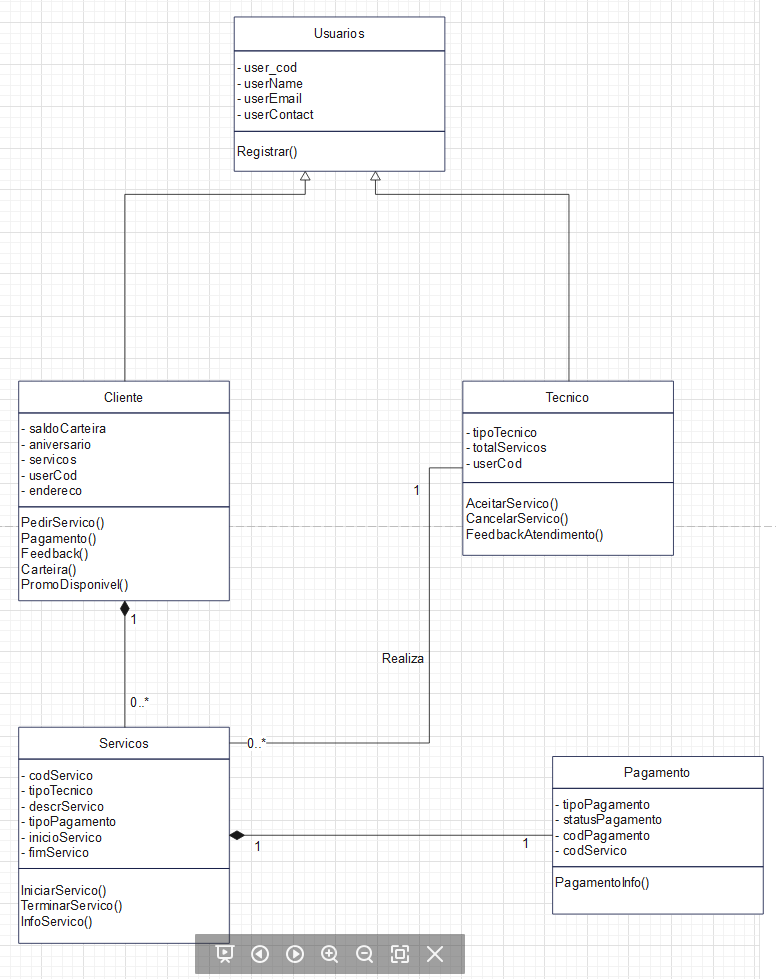 Usuarios
- user_cod
- userName
- userEmail
- userContact
Registrar()
Cliente
- saldoCarteira
- aniversario
- servicos
- userCod
- endereco
PedirServico()
Pagamento()
Feedback()
Carteira()
PromoDisponivel()
Tecnico
- tipoTecnico
- totalServicos
- userCod
AceitarServico()
CancelarServico()
FeedbackAtendimento()
1
1
Realiza
0..*
0..*
Servicos
- codServico
- tipoTecnico
- descrServico
- tipoPagamento
- inicioServico
- fimServico
IniciarServico()
TerminarServico()
InfoServico()
1
1
Pagamento
- tipoPagamento
- statusPagamento
- codPagamento
- codServico
PagamentoInfo()